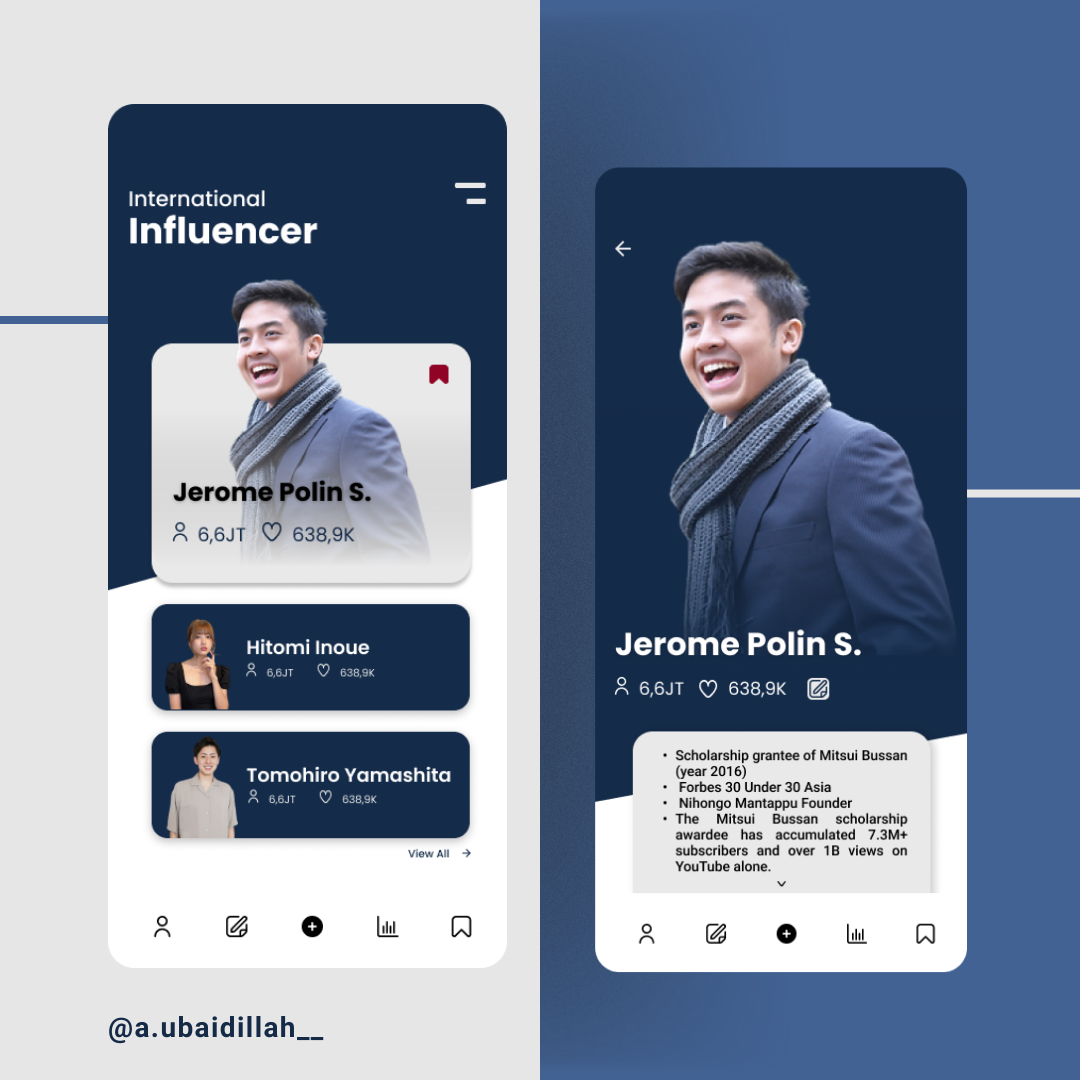 International
Influencer
Jerome Polin S.
6,6JT 638,9K
Hitomi Inoue
6,6JT 638,9K
Tomohiro Yamashita
6,6JT 638,9K
View All
Jerome Polin S.
6,6JT 638,9K
• Scholarship grantee of Mitsui Bussan
(year 2016)
• Forbes 30 Under 30 Asia
• Nihongo Mantappu Founder
• The Mitsui Bussan scholarship
awardee has accumulated 7.3M+
subscribers and over 1B views on
YouTube alone.
@a.ubaidillah__